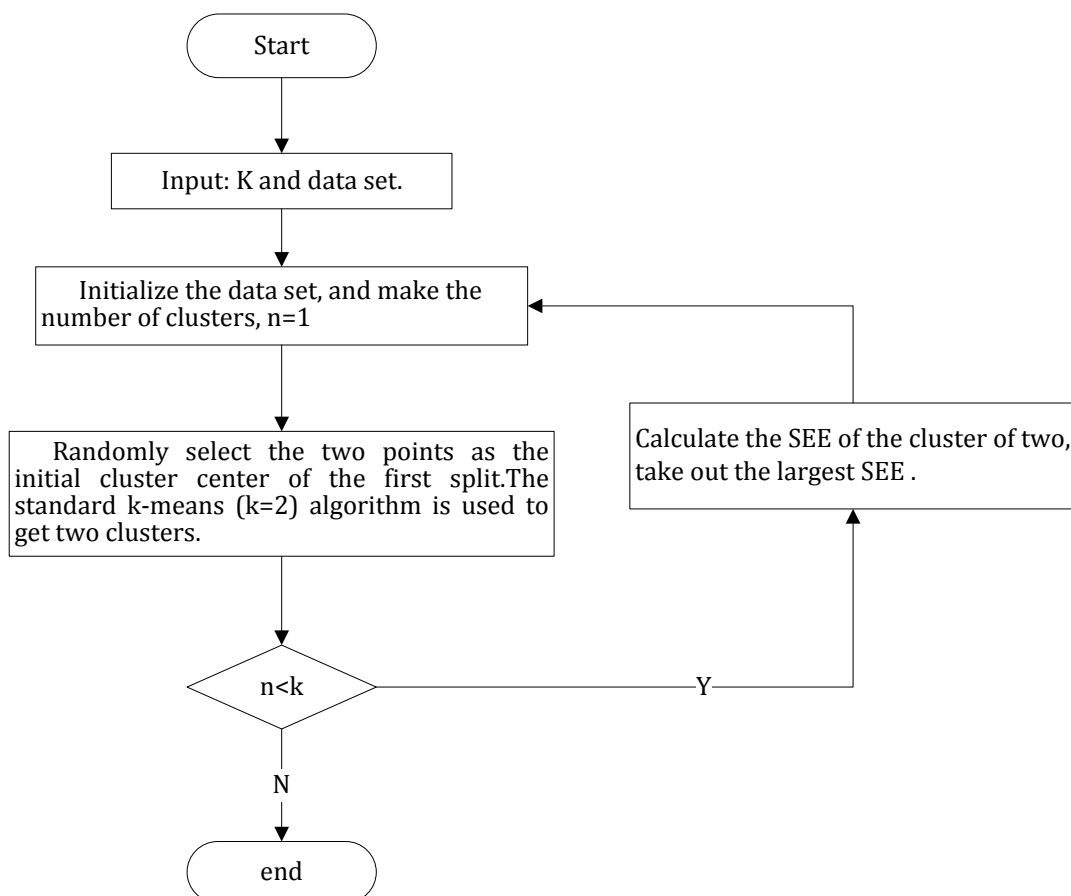 Start
Input: K and data set.
Initialize the data set, and make the
number of clusters, n=1
Randomly select the two points as the
initial cluster center of the first split.The
standard k-means (k=2) algorithm is used to
get two clusters.
Calculate the SEE of the cluster of two,
take out the largest SEE .
n<k
Y
N
end